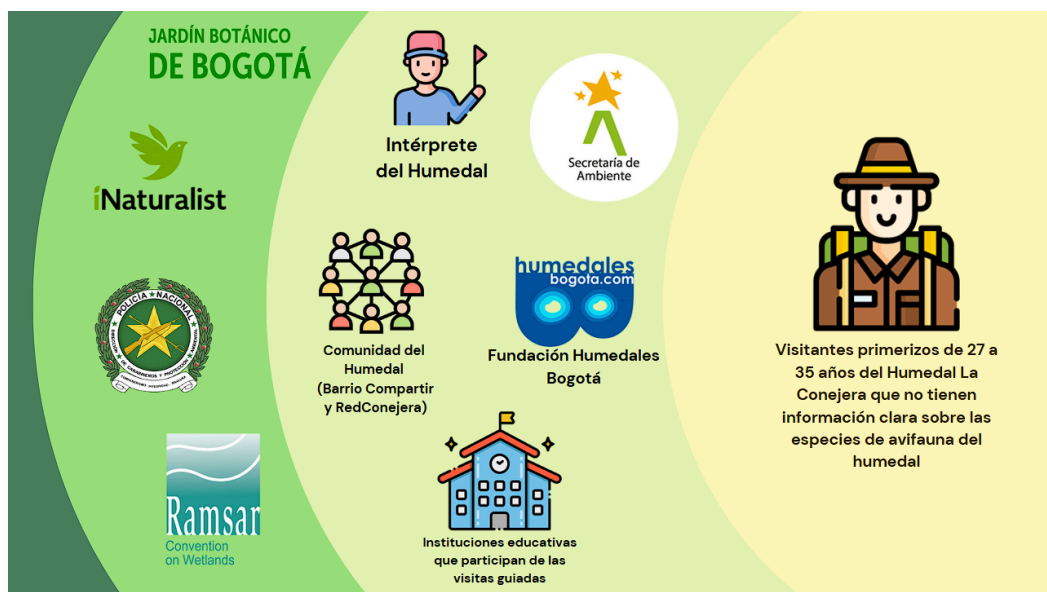 JARDÍN BOTÁNICO
DE BOGOTÁ
iNaturalist
POLICÍA NACIONAL
Ramsar
Convention
on Wetlands
Intérprete
del Humedal
Secretaría de
Ambiente
Comunidad del
Humedal
(Barrio Compartir
y RedConejera)
humedales
bogota.com
Fundación Humedales
Bogotá
Instituciones educativas
que participan de las
visitas guiadas
Visitantes primerizos de 27 a
35 años del Humedal La
Conejera que no tienen
información clara sobre las
especies de avifauna del
humedal